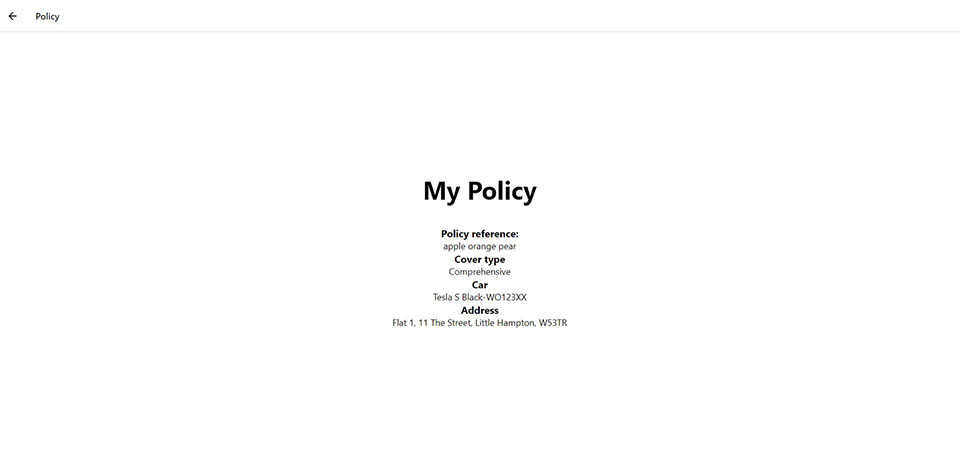 Policy
My Policy
Policy reference:
apple orange pear
Cover type
Comprehensive
Car
Tesla S Black-WO123XX
Address
Flat 1, 11 The Street, Little Hampton, W53TR